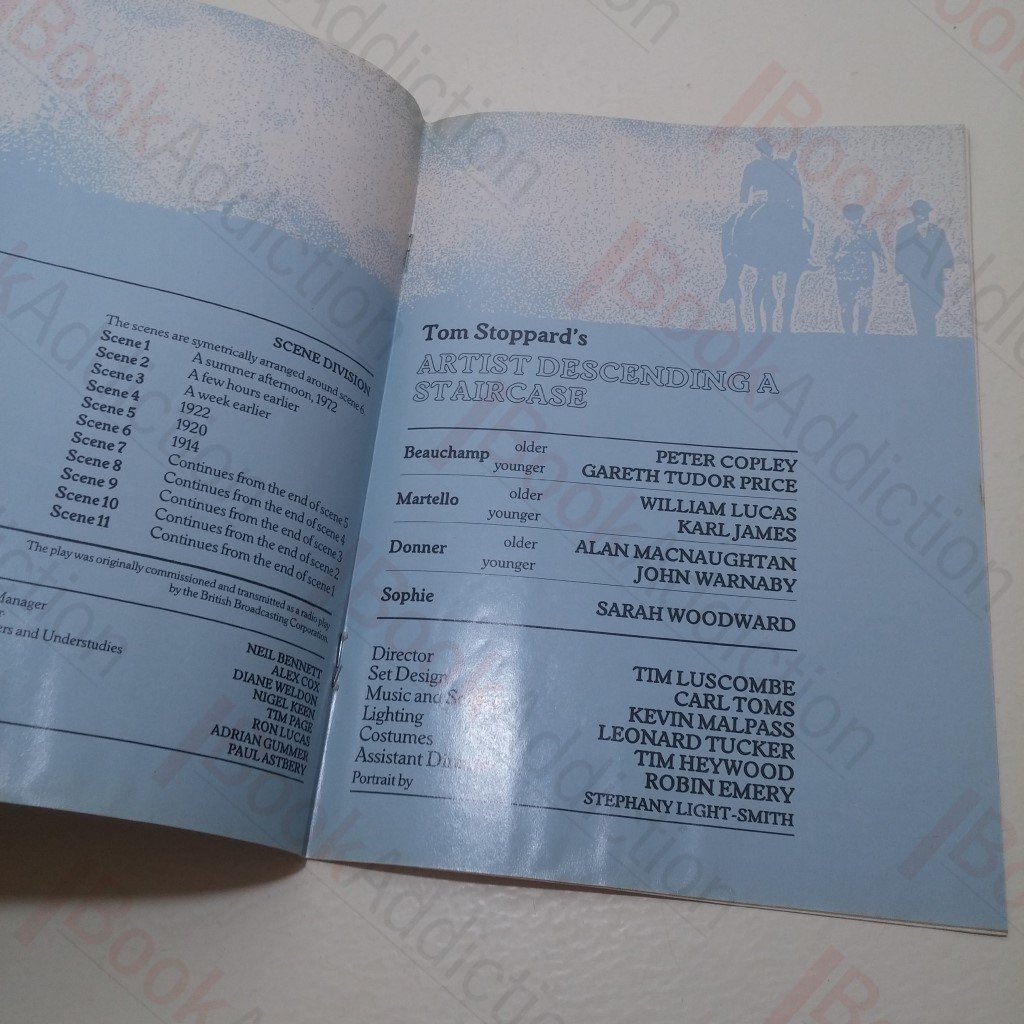 SCENE DIVISION
The scenes are symetrically arranged around scene 6.
Scene 1 A summer afternoon, 1972
Scene 2 A few hours earlier
Scene 3 A week earlier
Scene 4 1922
Scene 5 1920
Scene 6 1914
Scene 7 Continues from the end of scene 5
Scene 8 Continues from the end of scene 4
Scene 9 Continues from the end of scene 3
Scene 10 Continues from the end of scene 2
Scene 11 Continues from the end of scene 1
The play was originally commissioned and transmitted as a radio play
by the British Broadcasting Corporation.
Manager
and Understudies
NEIL BENNETT
ALEX COX
DIANE WELDON
NIGEL KEEN
TIM PAGE
RON LUCAS
ADRIAN GUMMER
PAUL ASTBERY
Tom Stoppard's
ARTIST DESCENDING A
STAIRCASE
Beauchamp older PETER COPLEY
younger GARETH TUDOR PRICE
Martello older WILLIAM LUCAS
younger KARL JAMES
Donner older ALAN MACNAUGHTAN
younger JOHN WARNABY
Sophie SARAH WOODWARD
Director TIM LUSCOMBE
Set Design CARL TOMS
Music and KEVIN MALPASS
Lighting LEONARD TUCKER
Costumes TIM HEYWOOD
Assistant ROBIN EMERY
Portrait by STEPHANY LIGHT-SMITH
BookAddiction
BookAddiction
BookAddiction
BookAddiction
BookAddiction
BookAddiction
BookAddiction